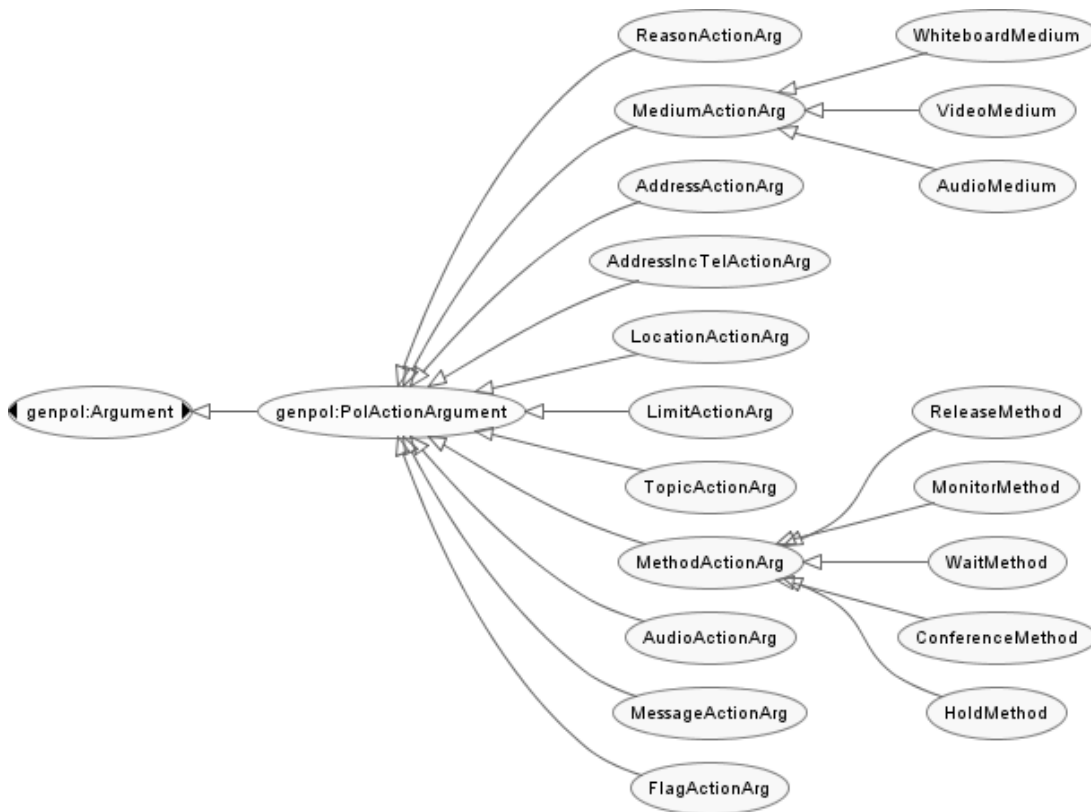 ReasonActionArg
WhiteboardMedium
MediumActionArg
VideoMedium
AddressActionArg
AudioMedium
AddressIncTelActionArg
LocationActionArg
genpol:Argument
genpol:PolActionArgument
LimitActionArg
ReleaseMethod
TopicActionArg
MonitorMethod
MethodActionArg
WaitMethod
AudioActionArg
ConferenceMethod
MessageActionArg
HoldMethod
FlagActionArg